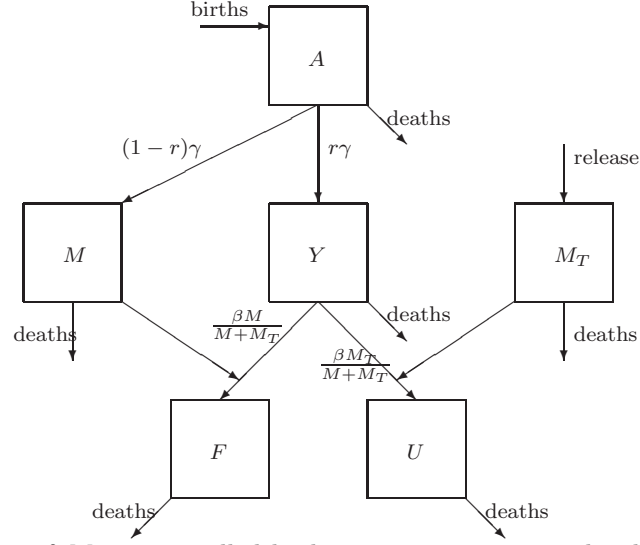 births
A
deaths
(1 − r)γ
rγ
release
M
Y
M_T
deaths
deaths
deaths
βM
M+M_T
βM_T
M+M_T
F
U
deaths
deaths